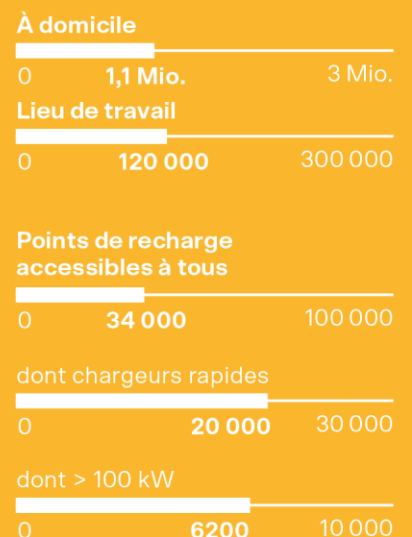 À domicile
0 1,1 Mio. 3 Mio.
Lieu de travail
0 120 000 300 000
Points de recharge
accessibles à tous
0 34 000 100 000
dont chargeurs rapides
0 20 000 30 000
dont > 100 kW
0 6200 10 000